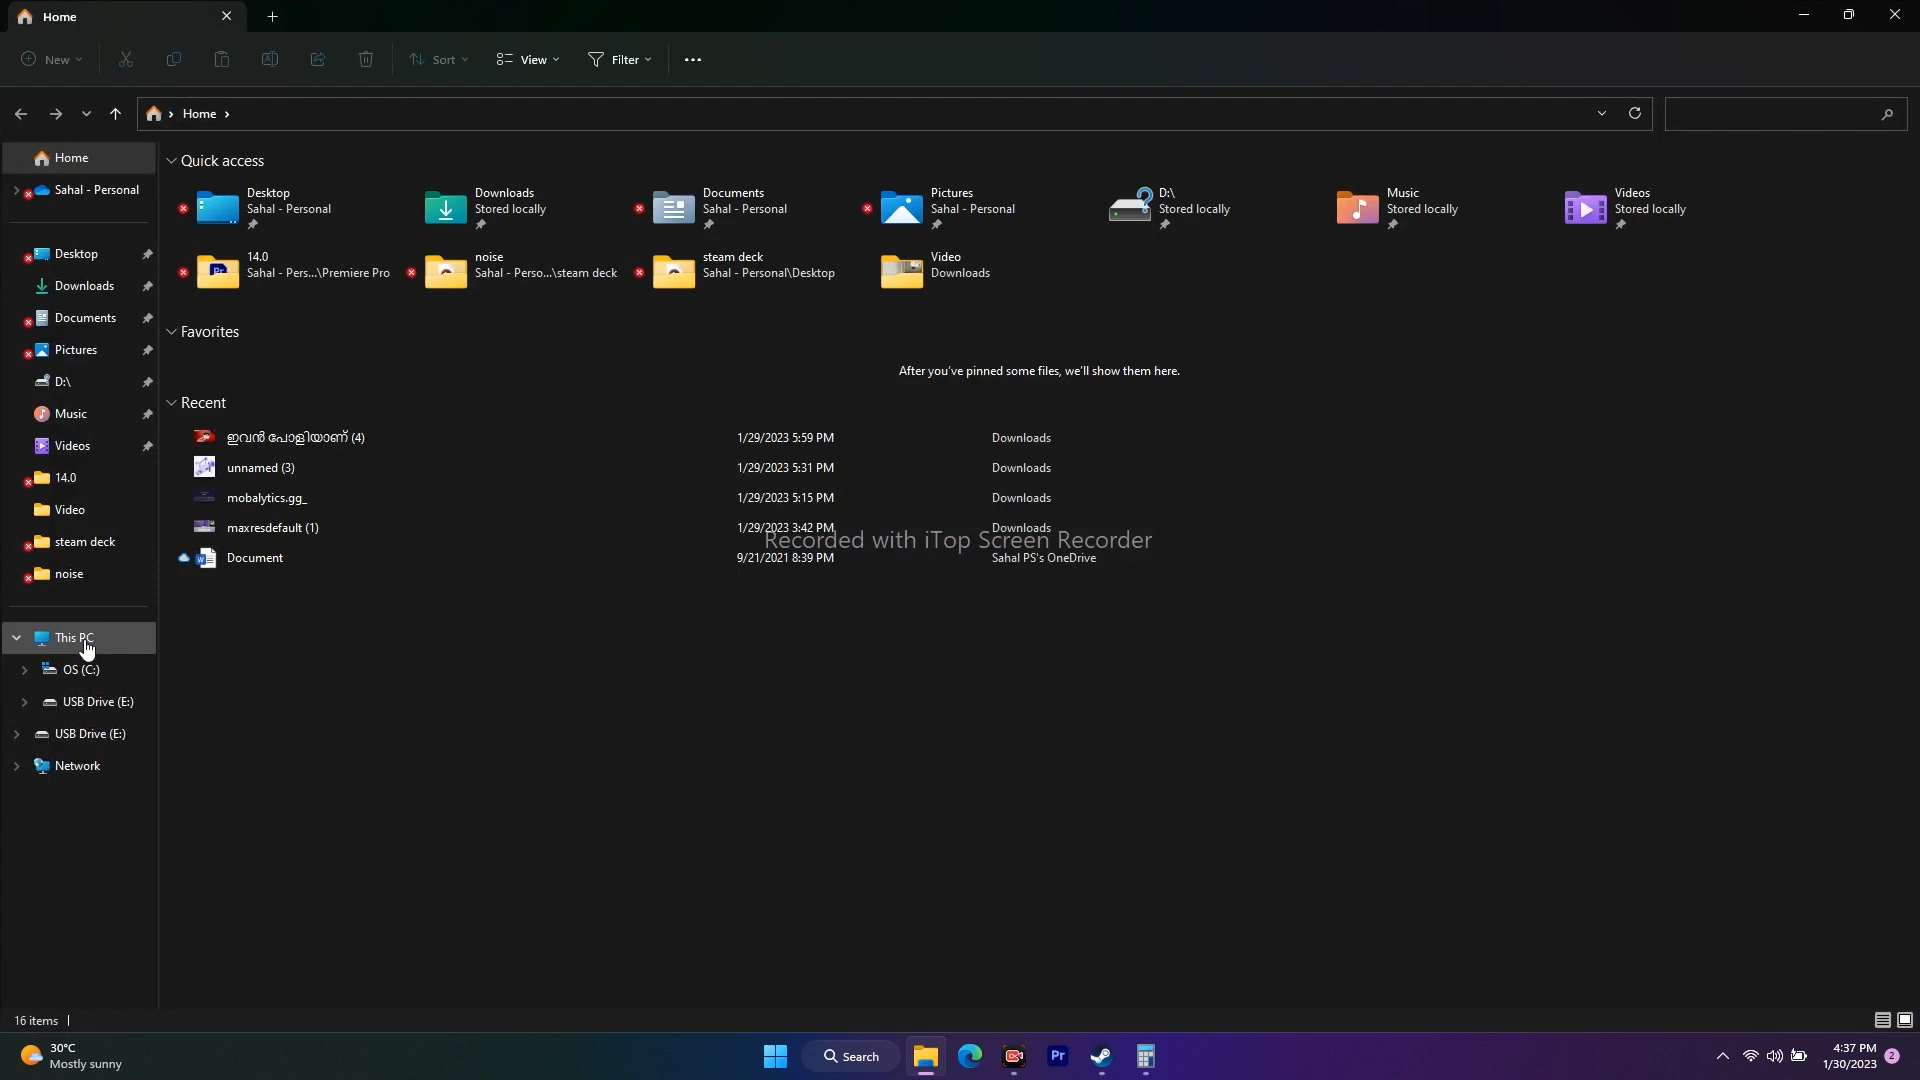 Home
New
Sort
View
Filter
Home
Home
Sahal - Personal
Desktop
Downloads
Documents
Pictures
D:\
Music
Videos
14.0
Video
steam deck
noise
This PC
OS (C:)
USB Drive (E:)
USB Drive (E:)
Network
Quick access
Desktop
Sahal - Personal
Downloads
Stored locally
Documents
Sahal - Personal
Pictures
Sahal - Personal
D:\
Stored locally
Music
Stored locally
Videos
Stored locally
14.0
Sahal - Pers...\Premiere Pro
noise
Sahal - Perso...\steam deck
steam deck
Sahal - Personal\Desktop
Video
Downloads
Favorites
After you've pinned some files, we'll show them here.
Recent
ഇവൻ പോളിയാണ് (4) 1/29/2023 5:59 PM Downloads
unnamed (3) 1/29/2023 5:31 PM Downloads
mobalytics.gg_ 1/29/2023 5:15 PM Downloads
maxresdefault (1) 1/29/2023 3:42 PM Downloads
Recorded with iTop Screen Recorder
Document 9/21/2021 8:39 PM Sahal PS's OneDrive
16 items
30°C
Mostly sunny
Search
Pr
4:37 PM
1/30/2023
2